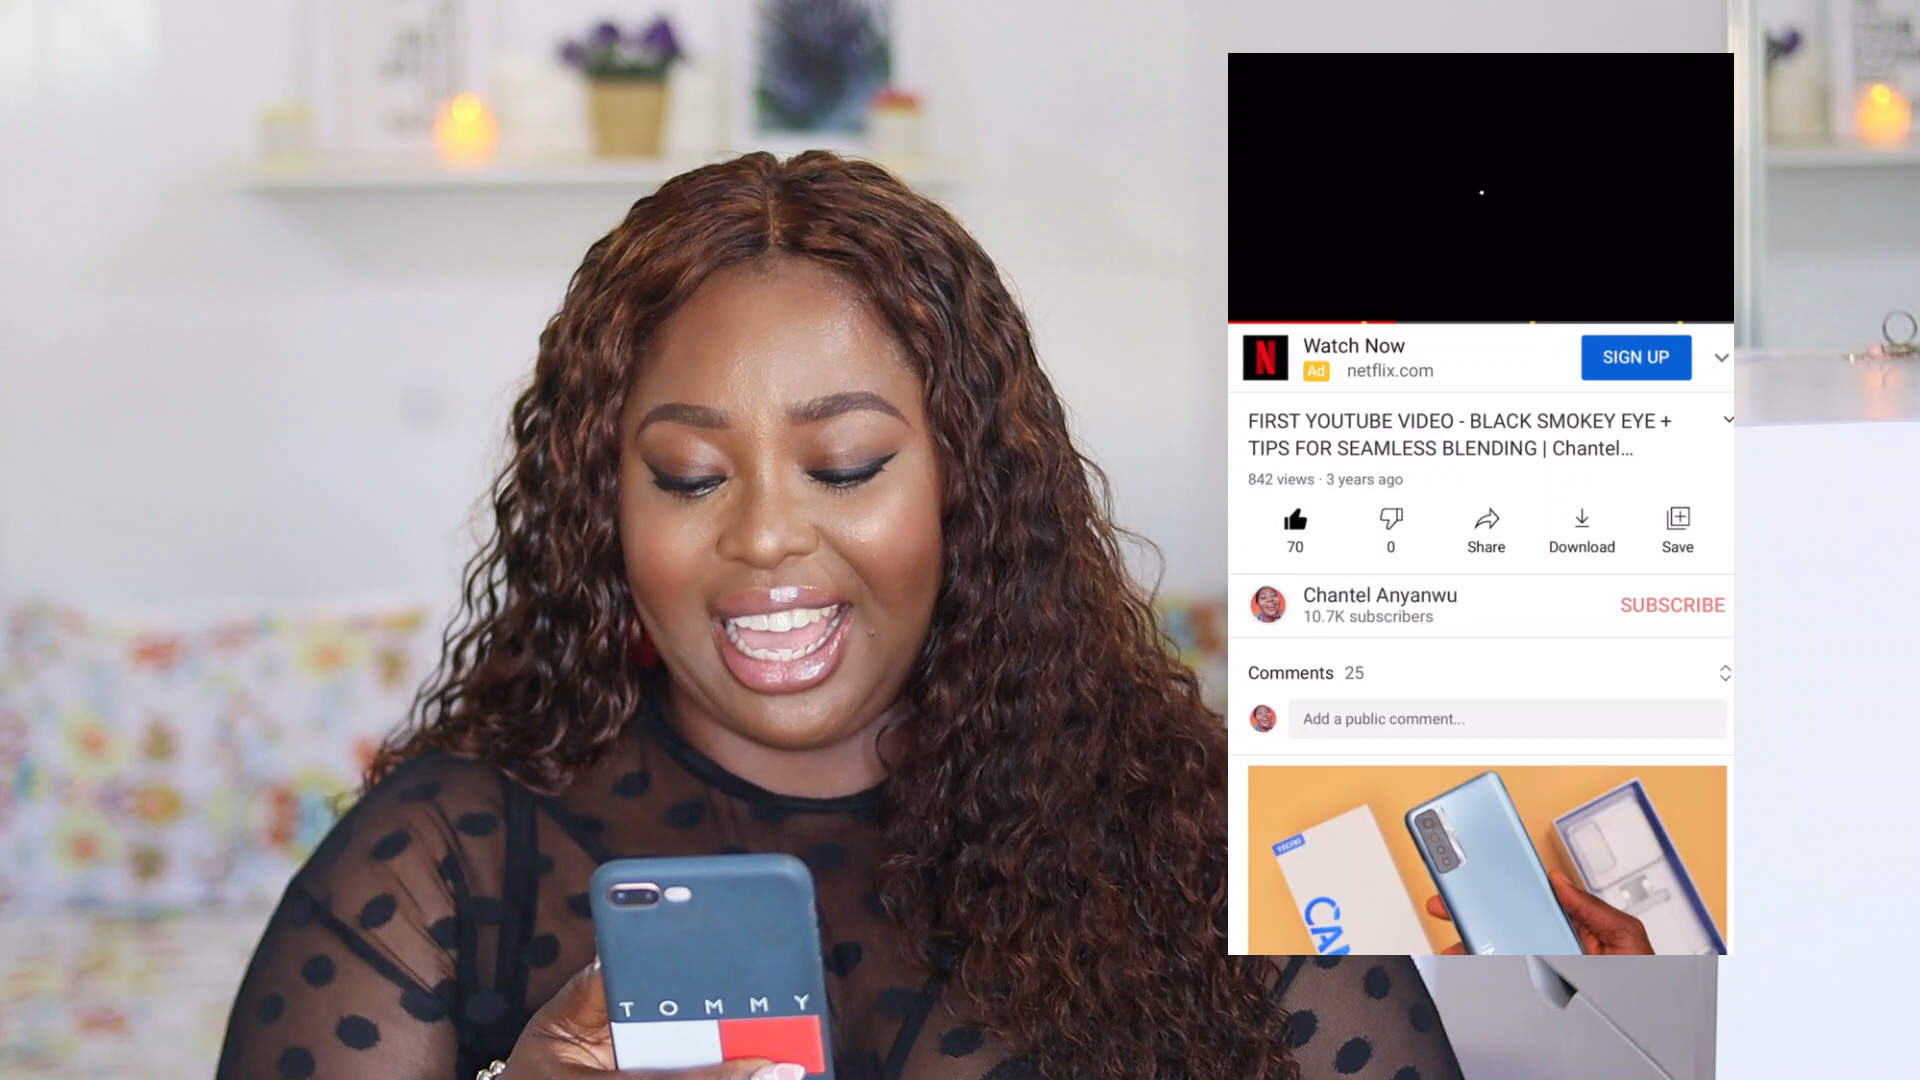 Watch Now
SIGN UP
Ad netflix.com
FIRST YOUTUBE VIDEO - BLACK SMOKEY EYE +
TIPS FOR SEAMLESS BLENDING | Chantel...
842 views · 3 years ago
70
0
Share
Download
Save
Chantel Anyanwu
10.7K subscribers
SUBSCRIBE
Comments 25
Add a public comment...
TECNO
CAM
TOMMY